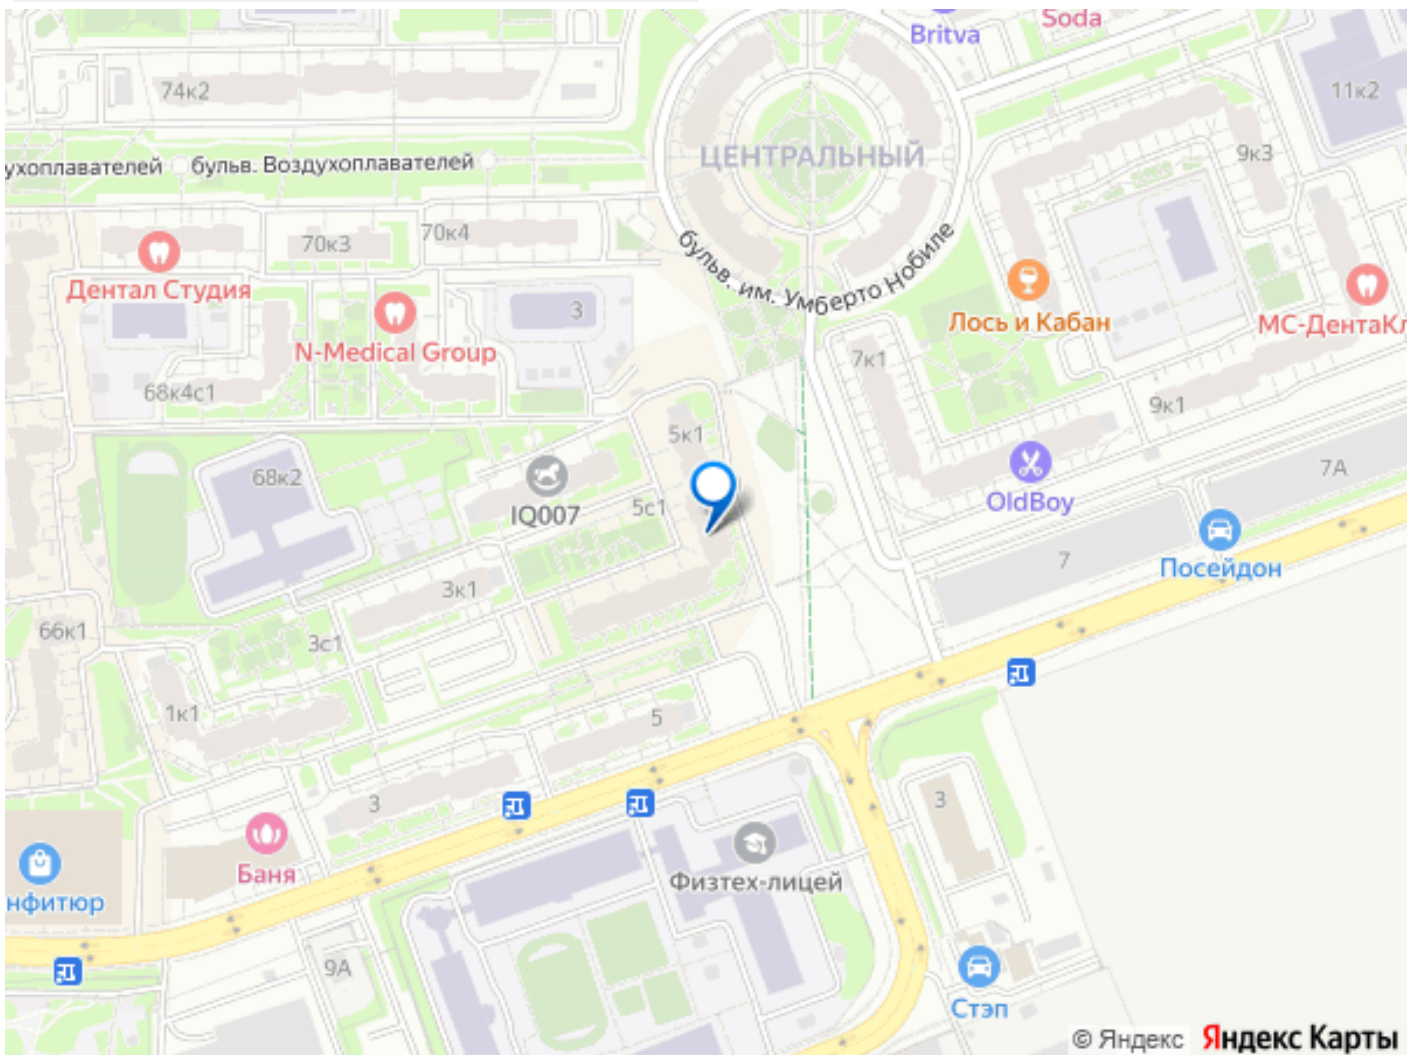 Britva
Soda
74к2
11к2
ухоплавателей
бульв. Воздухоплавателей
ЦЕНТРАЛЬНЫЙ
9к3
70к3
70к4
бульв. им. Умберто Нобиле
Дентал Студия
3
N-Medical Group
Лось и Кабан
МС-ДентаКл
68к4с1
7к1
9к1
5к1
68к2
IQ007
5с1
OldBoy
7А
Посейдон
7
3к1
66к1
3с1
1к1
5
3
3
Баня
нфитюр
Физтех-лицей
9А
Стэп
© Яндекс Яндекс Карты